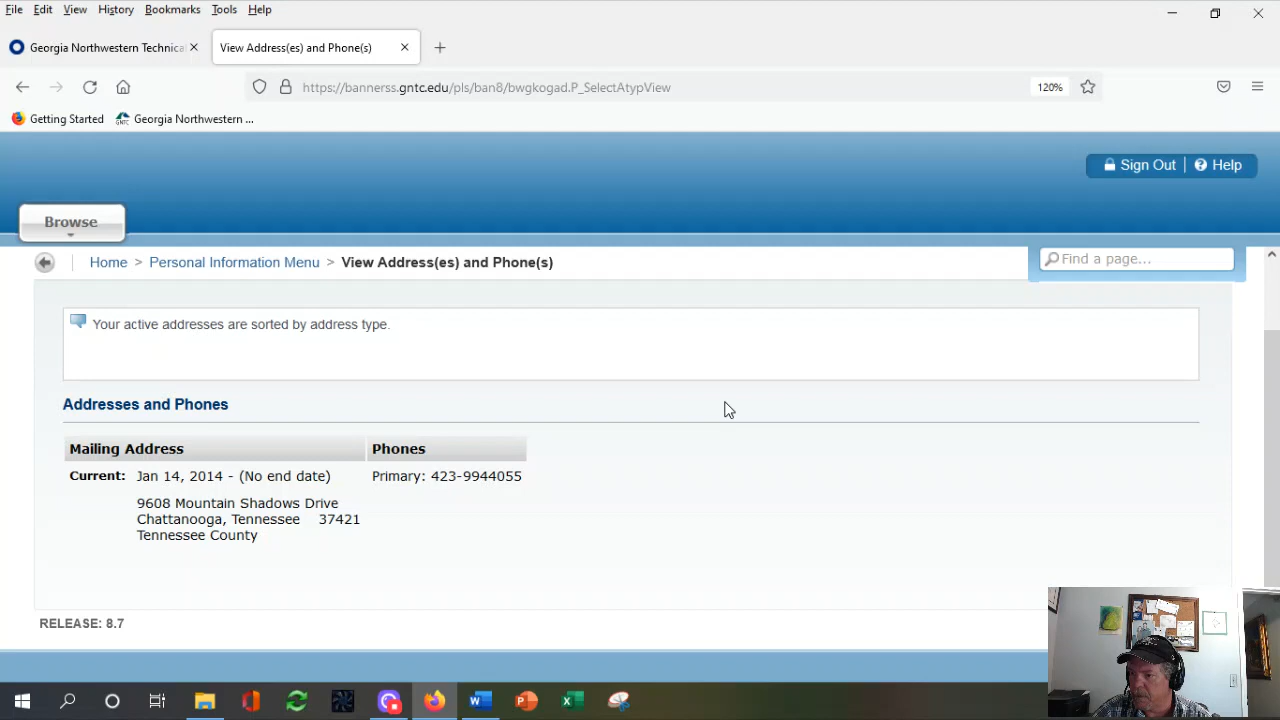 File Edit View History Bookmarks Tools Help
Georgia Northwestern Technica
View Address(es) and Phone(s)
https://bannerss.gntc.edu/pls/ban8/bwgkogad.P_SelectAtypView
120%
Getting Started
Georgia Northwestern ...
Sign Out | Help
Browse
Home > Personal Information Menu > View Address(es) and Phone(s)
Find a page...
Your active addresses are sorted by address type.
Addresses and Phones
Mailing Address Phones
Current: Jan 14, 2014 - (No end date) Primary: 423-9944055
9608 Mountain Shadows Drive
Chattanooga, Tennessee 37421
Tennessee County
RELEASE: 8.7